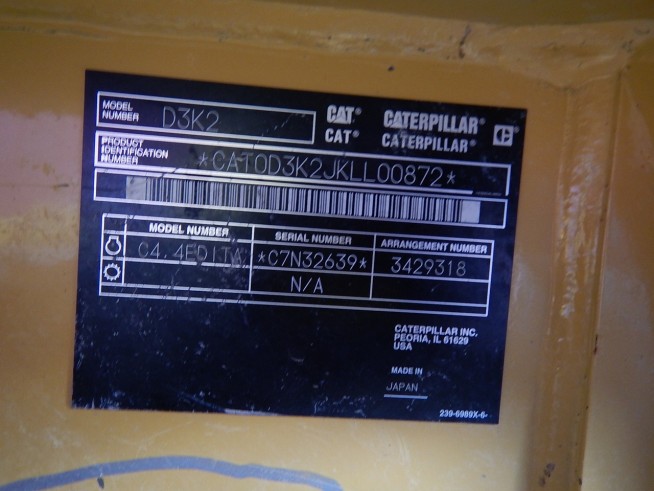 MODEL NUMBER D3K2
CAT® CATERPILLAR®
CAT® CATERPILLAR®
PRODUCT IDENTIFICATION NUMBER *CAT0D3K2JKLL00872*
MODEL NUMBER SERIAL NUMBER ARRANGEMENT NUMBER
C4.4EDITA *C7N32639* 3429318
N/A
CATERPILLAR INC.
PEORIA, IL 61629
USA
MADE IN
JAPAN
239-6989X-6-